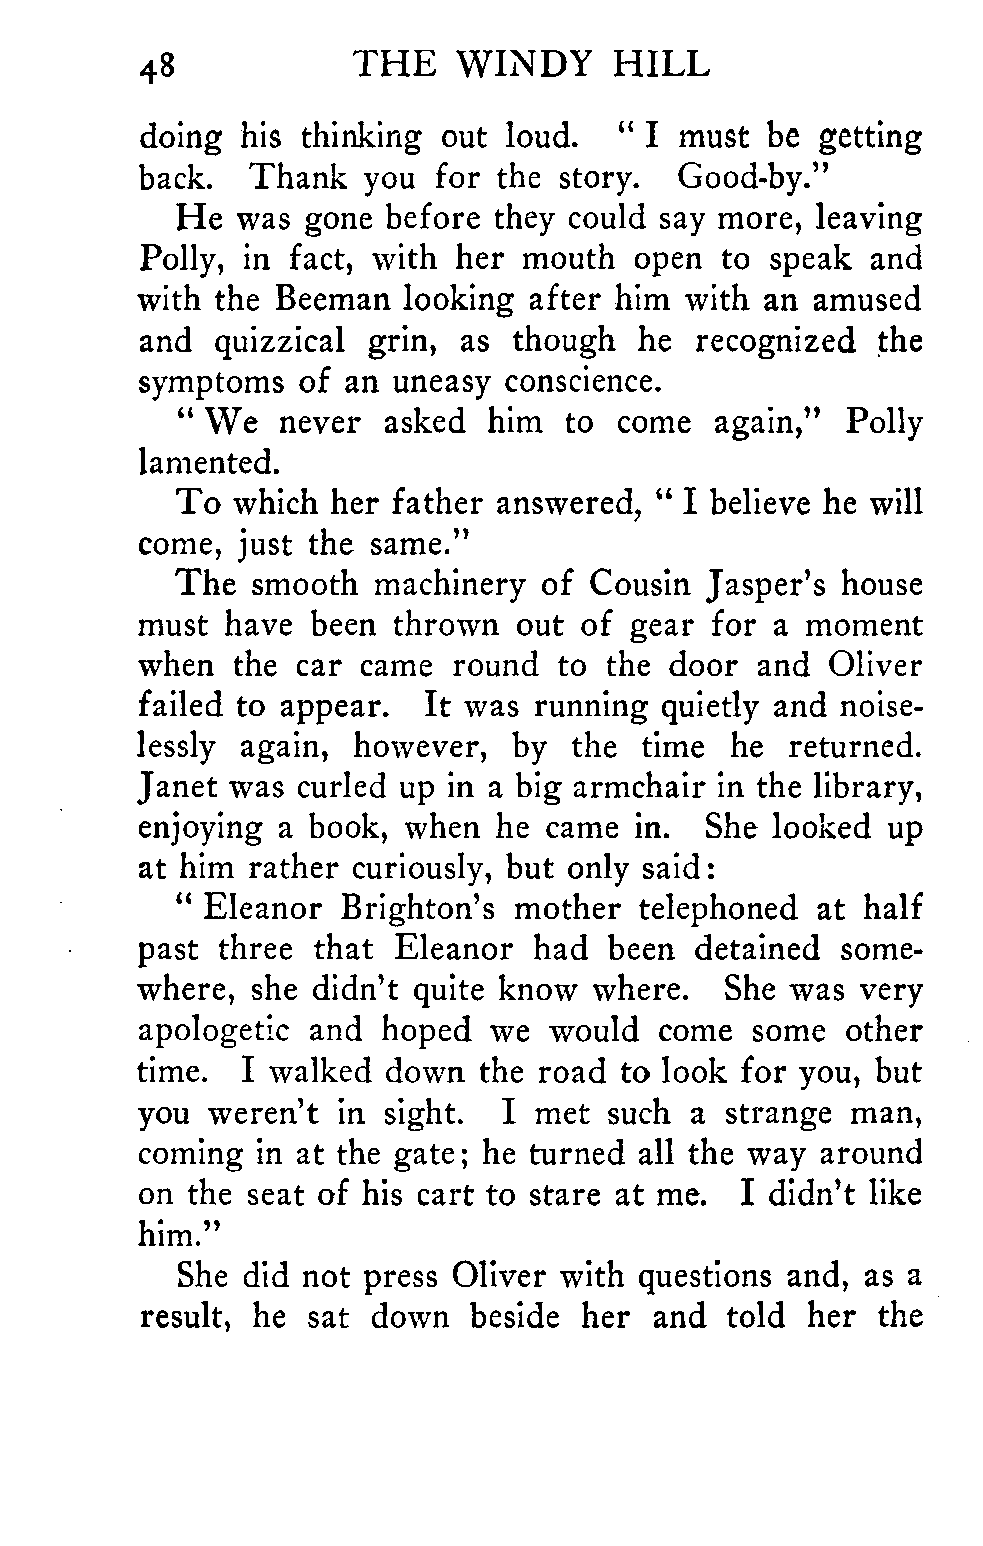 48 THE WINDY HILL
doing his thinking out loud. " I must be getting
back. Thank you for the story. Good-by."
He was gone before they could say more, leaving
Polly, in fact, with her mouth open to speak and
with the Beeman looking after him with an amused
and quizzical grin, as though he recognized the
symptoms of an uneasy conscience.
" We never asked him to come again," Polly
lamented.
To which her father answered, " I believe he will
come, just the same."
The smooth machinery of Cousin Jasper's house
must have been thrown out of gear for a moment
when the car came round to the door and Oliver
failed to appear. It was running quietly and noise-
lessly again, however, by the time he returned.
Janet was curled up in a big armchair in the library,
enjoying a book, when he came in. She looked up
at him rather curiously, but only said:
" Eleanor Brighton's mother telephoned at half
past three that Eleanor had been detained some-
where, she didn't quite know where. She was very
apologetic and hoped we would come some other
time. I walked down the road to look for you, but
you weren't in sight. I met such a strange man,
coming in at the gate; he turned all the way around
on the seat of his cart to stare at me. I didn't like
him."
She did not press Oliver with questions and, as a
result, he sat down beside her and told her the